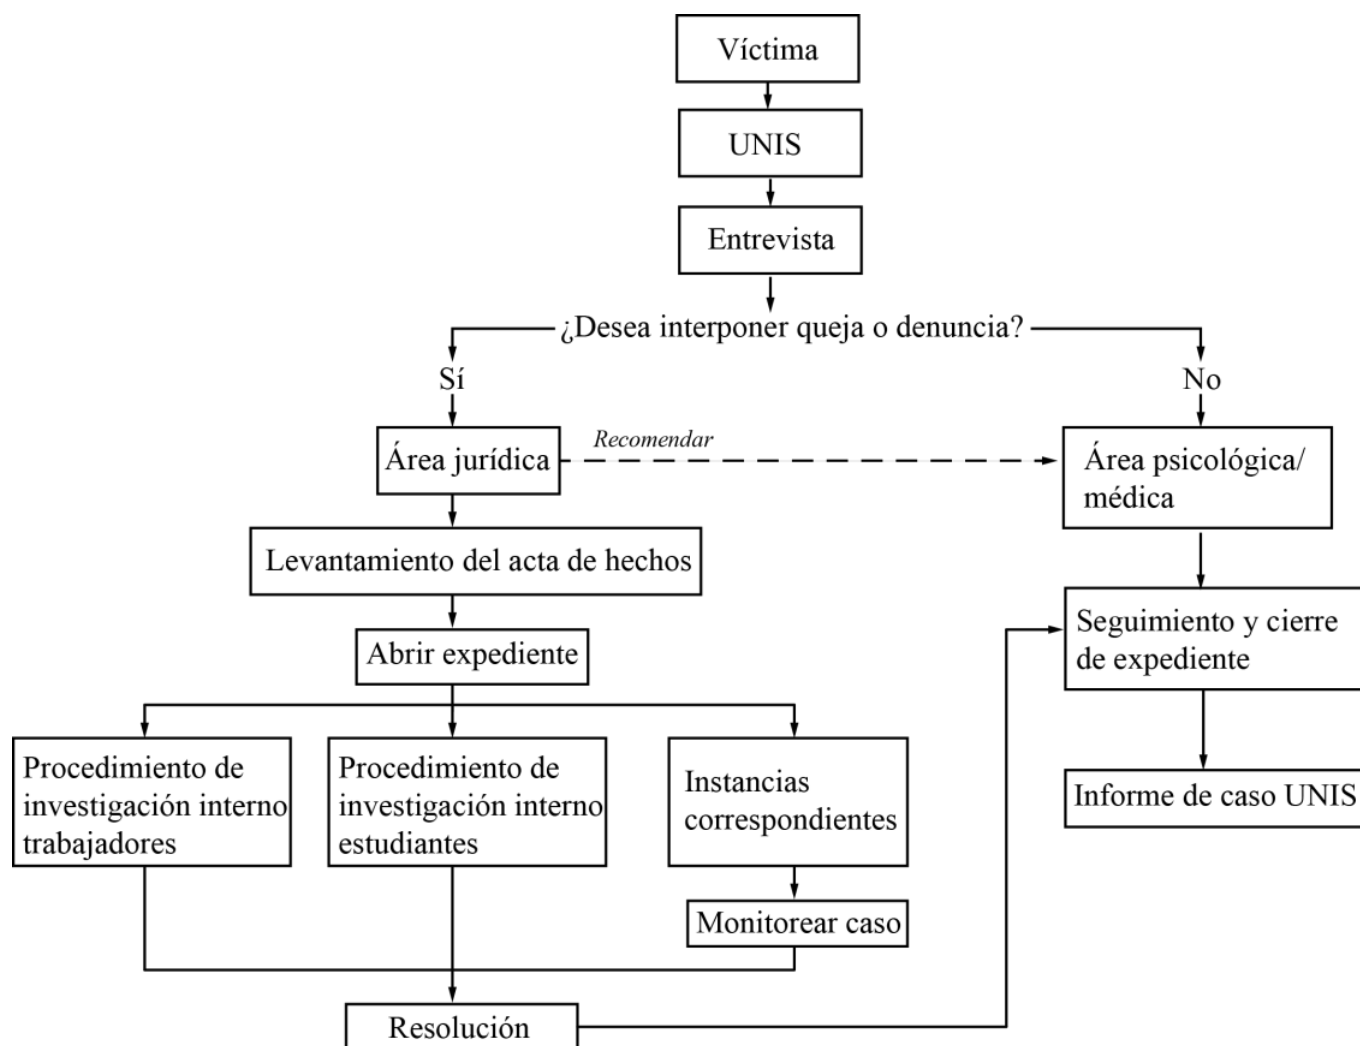 Víctima
UNIS
Entrevista
¿Desea interponer queja o denuncia?
Sí
No
Área jurídica
Recomendar
Área psicológica/
médica
Levantamiento del acta de hechos
Abrir expediente
Seguimiento y cierre
de expediente
Procedimiento de
investigación interno
trabajadores
Procedimiento de
investigación interno
estudiantes
Instancias
correspondientes
Informe de caso UNIS
Monitorear caso
Resolución